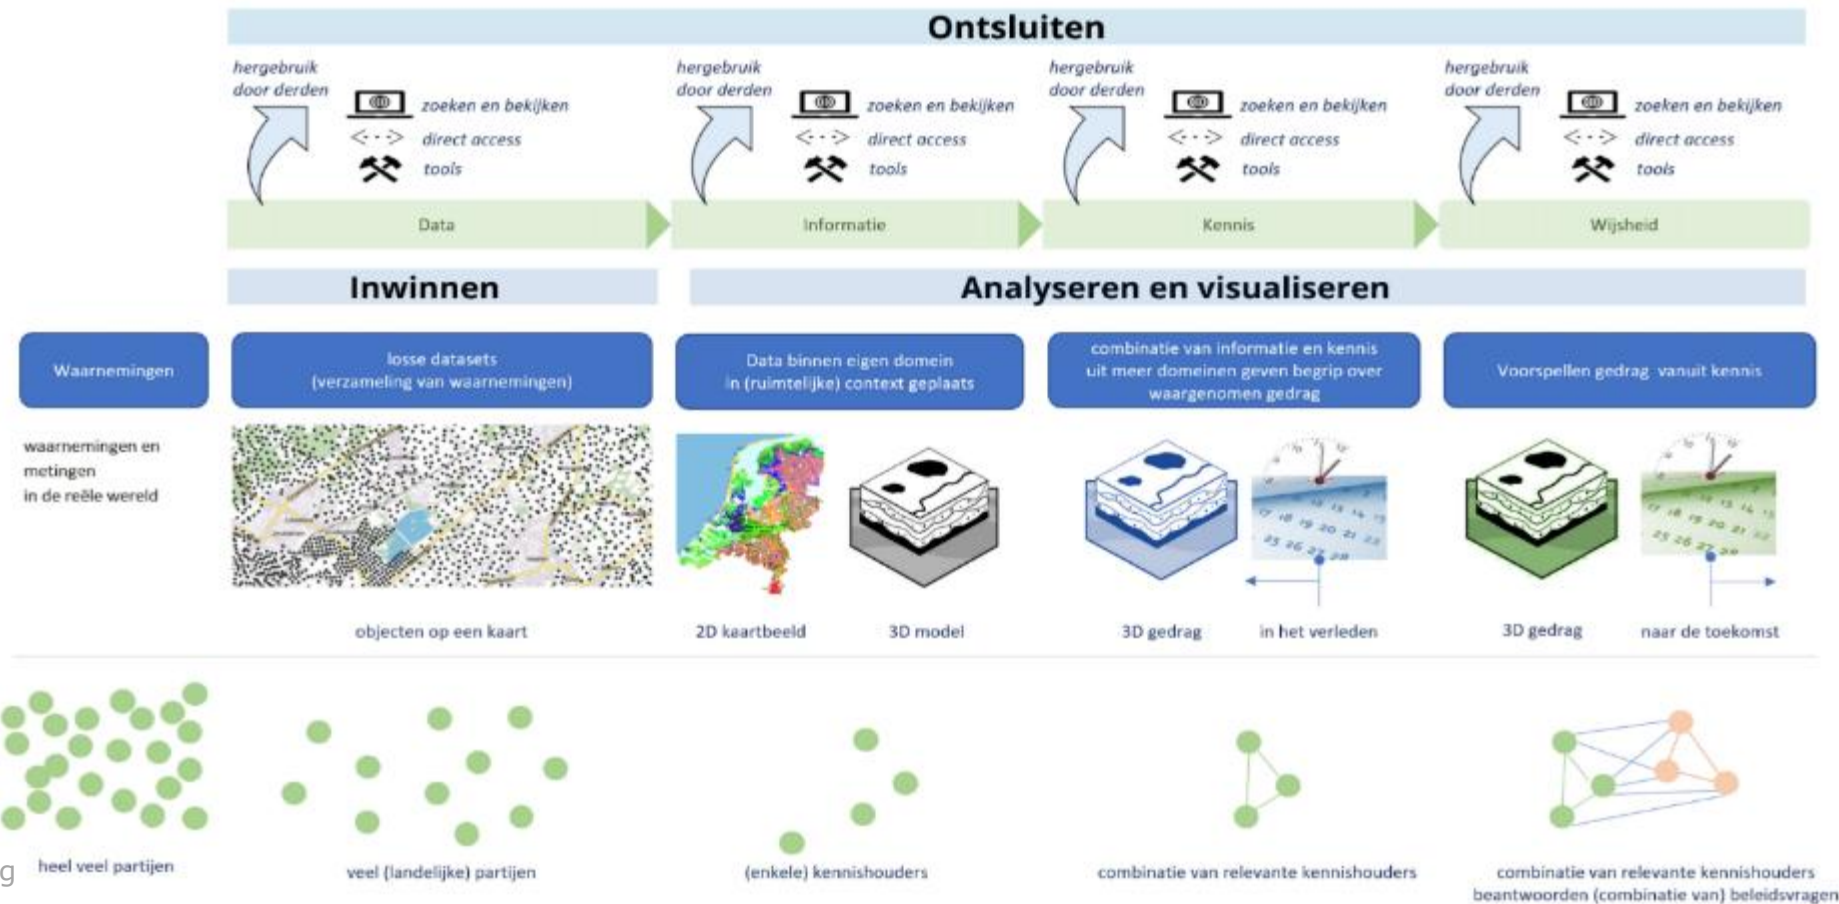 Ontsluiten
hergebruik
door derden
zoeken en bekijken
direct access
tools
hergebruik
door derden
zoeken en bekijken
direct access
tools
hergebruik
door derden
zoeken en bekijken
direct access
tools
hergebruik
door derden
zoeken en bekijken
direct access
tools
Data
Informatie
Kennis
Wijsheid
Inwinnen
Analyseren en visualiseren
Waarnemingen
losse datasets
(verzameling van waarnemingen)
Data binnen eigen domein
in (ruimtelijke) context geplaats
combinatie van informatie en kennis
uit meer domeinen geven begrip over
waargenomen gedrag
Voorspellen gedrag vanuit kennis
waarnemingen en
metingen
in de reële wereld
objecten op een kaart
2D kaartbeeld
3D model
3D gedrag
in het verleden
3D gedrag
naar de toekomst
g
heel veel partijen
veel (landelijke) partijen
(enkele) kennishouders
combinatie van relevante kennishouders
combinatie van relevante kennishouders
beantwoorden (combinatie van) beleidsvragen